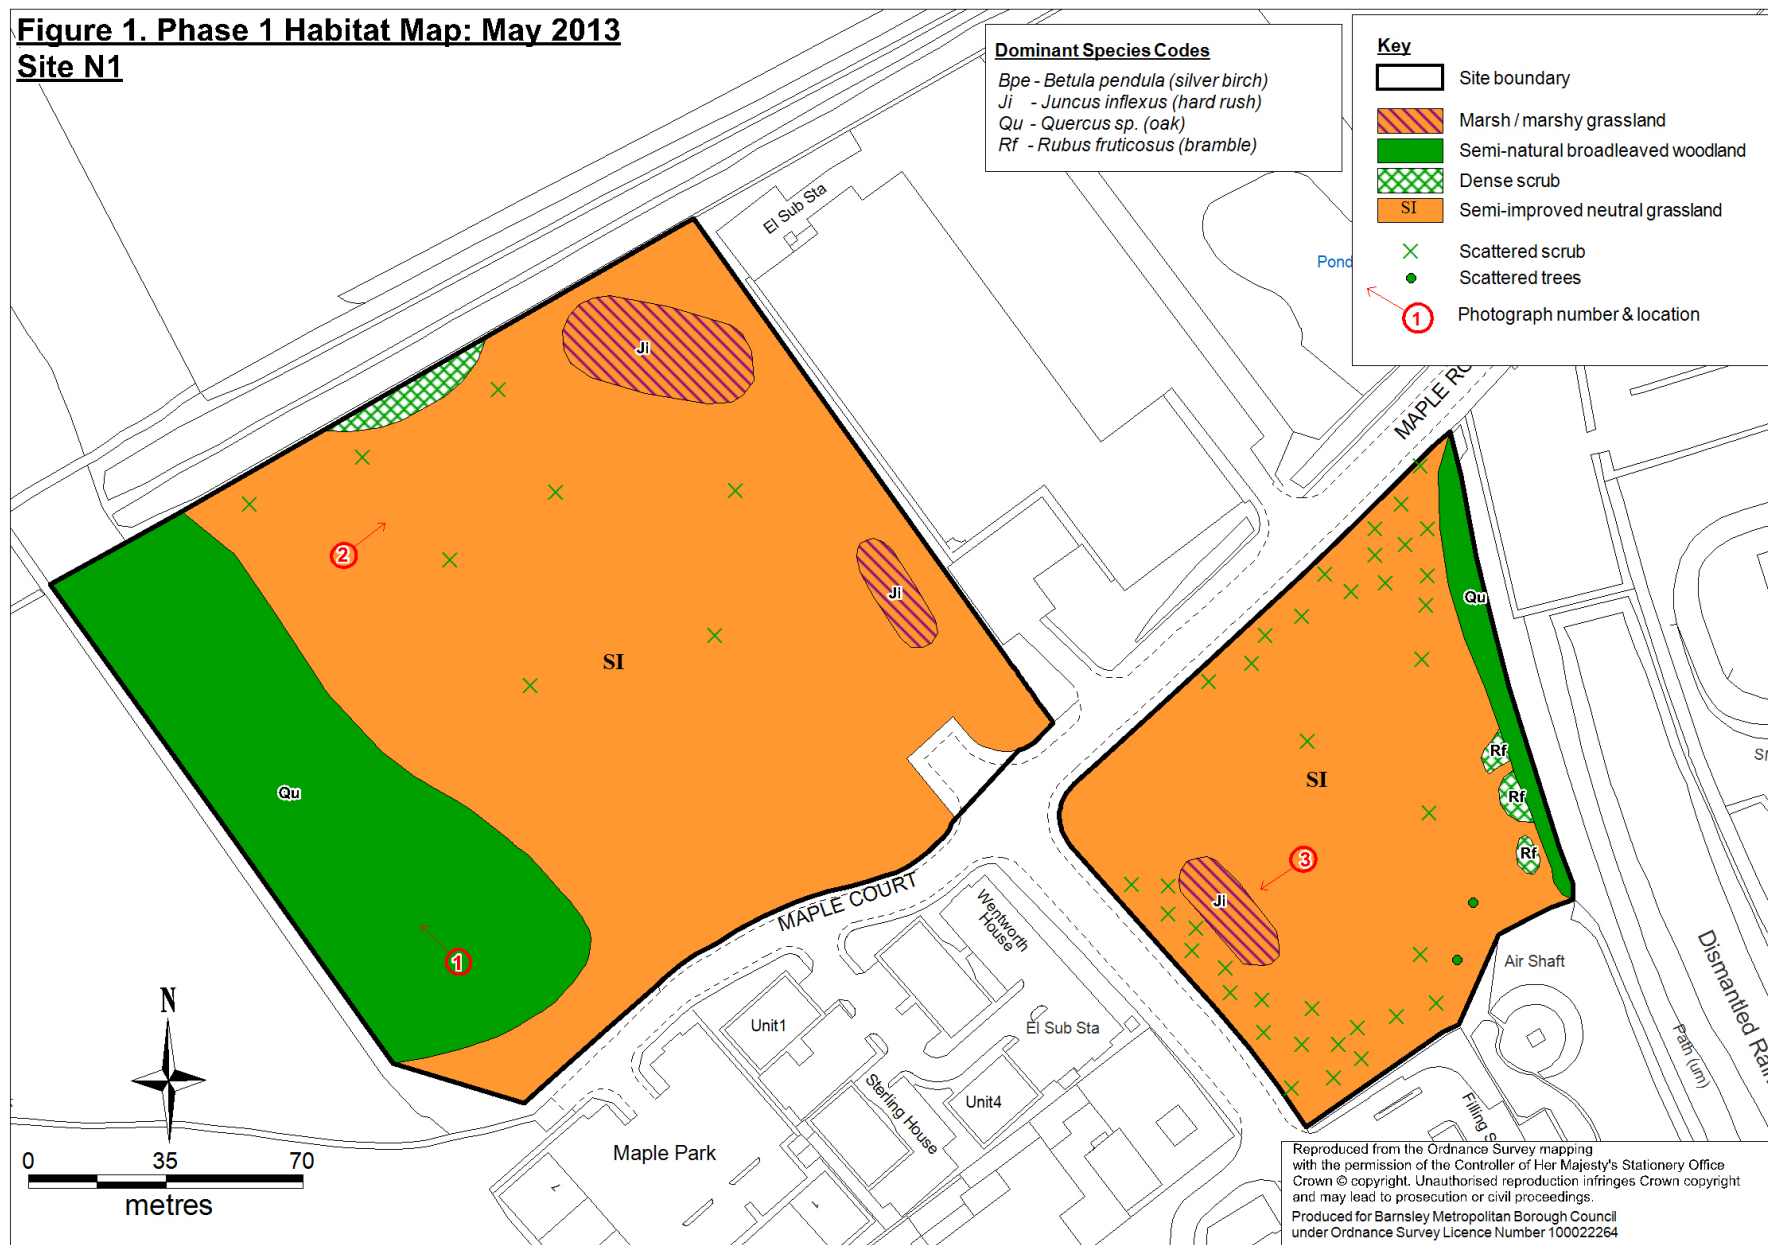 Figure 1. Phase 1 Habitat Map: May 2013
Site N1
Dominant Species Codes
Bpe - Betula pendula (silver birch)
Ji - Juncus inflexus (hard rush)
Qu - Quercus sp. (oak)
Rf - Rubus fruticosus (bramble)
Key
Site boundary
Marsh / marshy grassland
Semi-natural broadleaved woodland
Dense scrub
SI Semi-improved neutral grassland
Scattered scrub
Scattered trees
1 Photograph number & location
El Sub Sta
Pond
MAPLE
Ji
2
Ji
Qu
SI
Qu
Rf
SI
Rf
Rf
3
Ji
1
MAPLE COURT
Wentworth
House
Air Shaft
Dismantled
Path (um)
Unit1
El Sub Sta
Sterling House
Unit4
Filling
Maple Park
7
1
N
0 35 70
metres
Reproduced from the Ordnance Survey mapping
with the permission of the Controller of Her Majesty's Stationery Office
Crown © copyright. Unauthorised reproduction infringes Crown copyright
and may lead to prosecution or civil proceedings.
Produced for Barnsley Metropolitan Borough Council
under Ordnance Survey Licence Number 100022264